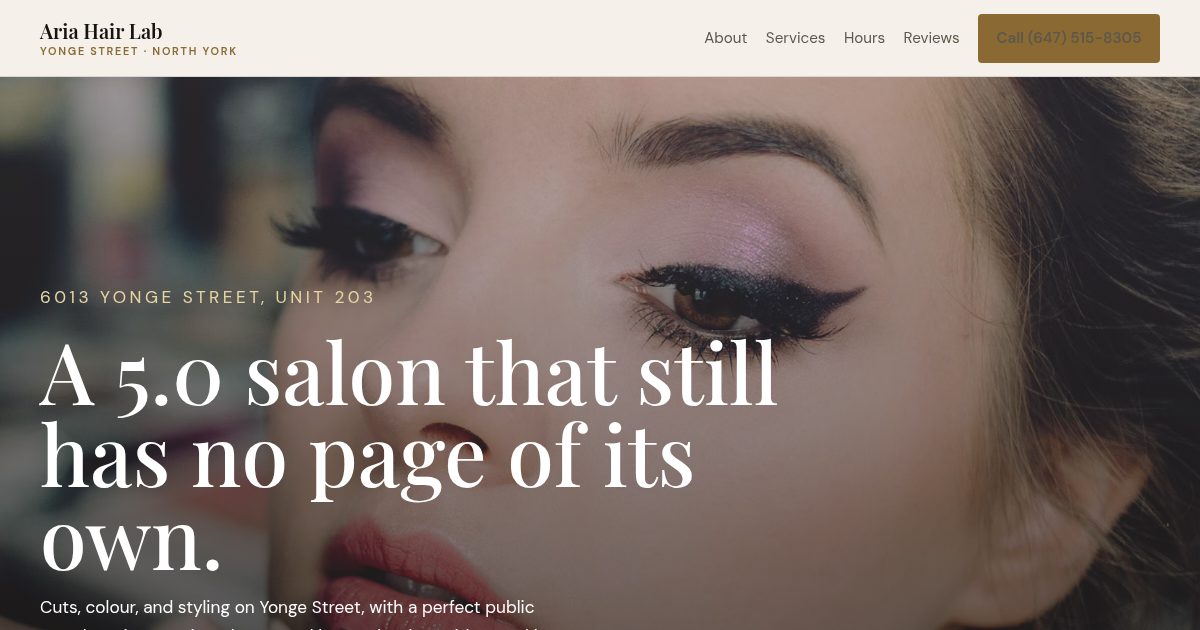 Aria Hair Lab
YONGE STREET · NORTH YORK
About Services Hours Reviews Call (647) 515-8305
6013 YONGE STREET, UNIT 203
A 5.0 salon that still
has no page of its
own.
Cuts, colour, and styling on Yonge Street, with a perfect public